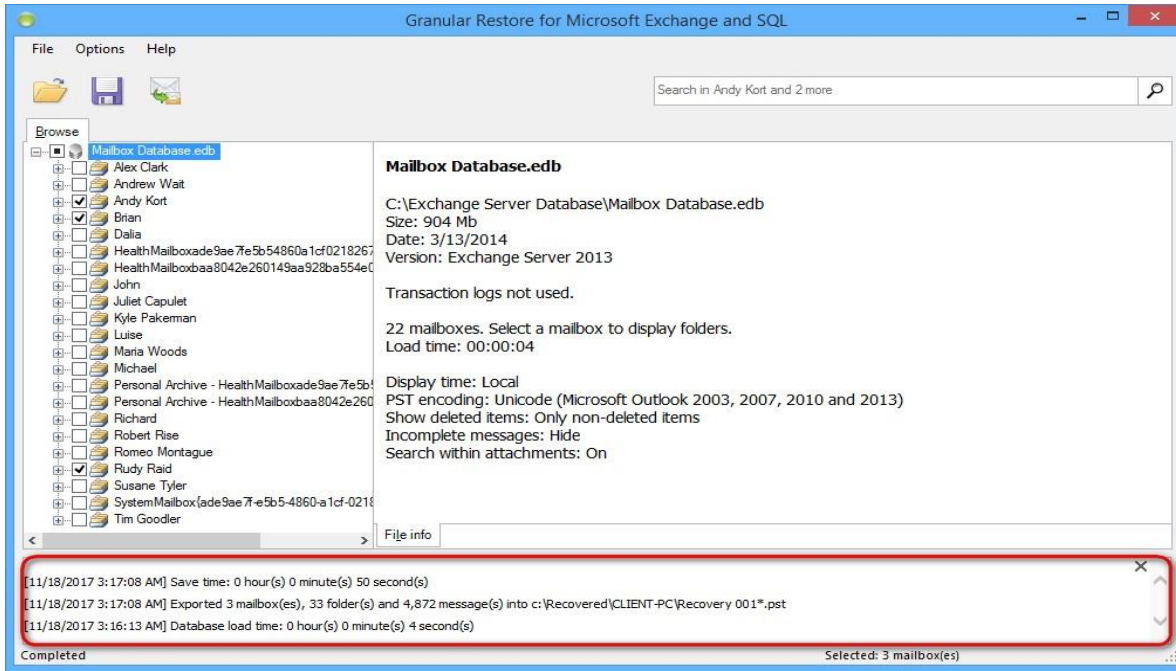 Granular Restore for Microsoft Exchange and SQL
File Options Help
Search in Andy Kort and 2 more
Browse
Mailbox Database.edb
Alex Clark
Andrew Wait
Andy Kort
Brian
Dalia
HealthMailboxade9ae7fe5b54860a1cf0218267
HealthMailboxbaa8042e260149aa928ba554e0
John
Juliet Capulet
Kyle Pakerman
Luise
Maria Woods
Michael
Personal Archive - HealthMailboxade9ae7fe5b5
Personal Archive - HealthMailboxbaa8042e260
Richard
Robert Rise
Romeo Montague
Rudy Raid
Susane Tyler
SystemMailbox{ade9ae7f-e5b5-4860-a1cf-0218
Tim Goodler
Mailbox Database.edb
C:\Exchange Server Database\Mailbox Database.edb
Size: 904 Mb
Date: 3/13/2014
Version: Exchange Server 2013
Transaction logs not used.
22 mailboxes. Select a mailbox to display folders.
Load time: 00:00:04
Display time: Local
PST encoding: Unicode (Microsoft Outlook 2003, 2007, 2010 and 2013)
Show deleted items: Only non-deleted items
Incomplete messages: Hide
Search within attachments: On
File info
[11/18/2017 3:17:08 AM] Save time: 0 hour(s) 0 minute(s) 50 second(s)
[11/18/2017 3:17:08 AM] Exported 3 mailbox(es), 33 folder(s) and 4,872 message(s) into c:\Recovered\CLIENT-PC\Recovery 001*.pst
[11/18/2017 3:16:13 AM] Database load time: 0 hour(s) 0 minute(s) 4 second(s)
Completed
Selected: 3 mailbox(es)